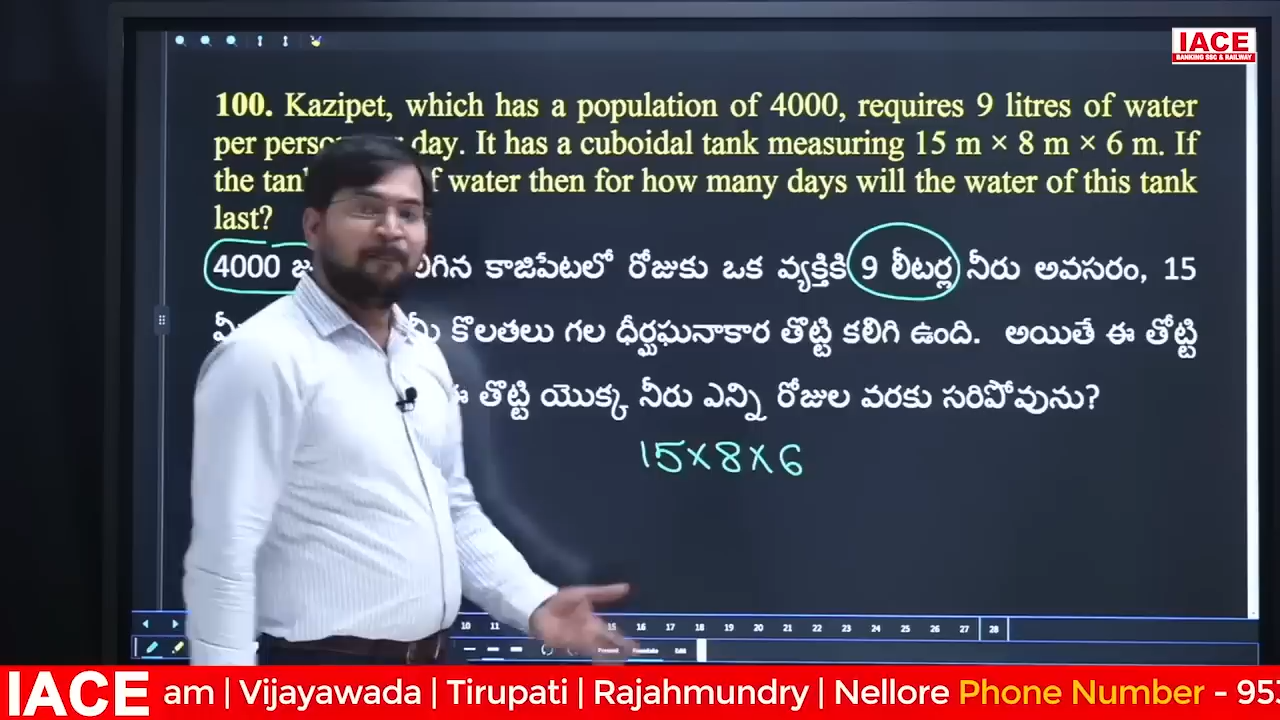 IACE
BANKING SSC & RAILWAY
100. Kazipet, which has a population of 4000, requires 9 litres of water
per day. It has a cuboidal tank measuring 15 m × 8 m × 6 m. If
the water then for how many days will the water of this tank
last?
4000 కాజిపేటలో రోజుకు ఒక వ్యక్తికి 9 లీటర్ల నీరు అవసరం, 15
కొలతలు గల ధీర్ఘఘనాకార తొట్టి కలిగి ఉంది. అయితే ఈ తోట్టి
తొట్టి యొక్క నీరు ఎన్ని రోజుల వరకు సరిపోవును?
15×8×6
10 11 15 16 17 18 19 20 21 22 23 24 25 26 27 28
IACE am | Vijayawada | Tirupati | Rajahmundry | Nellore Phone Number - 953